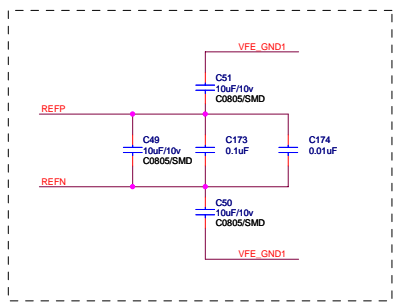 VFE_GND1
C51
10uF/10v
C0805/SMD
REFP
C49
10uF/10v
C0805/SMD
C173
0.1uF
C174
0.01uF
REFN
C50
10uF/10v
C0805/SMD
VFE_GND1